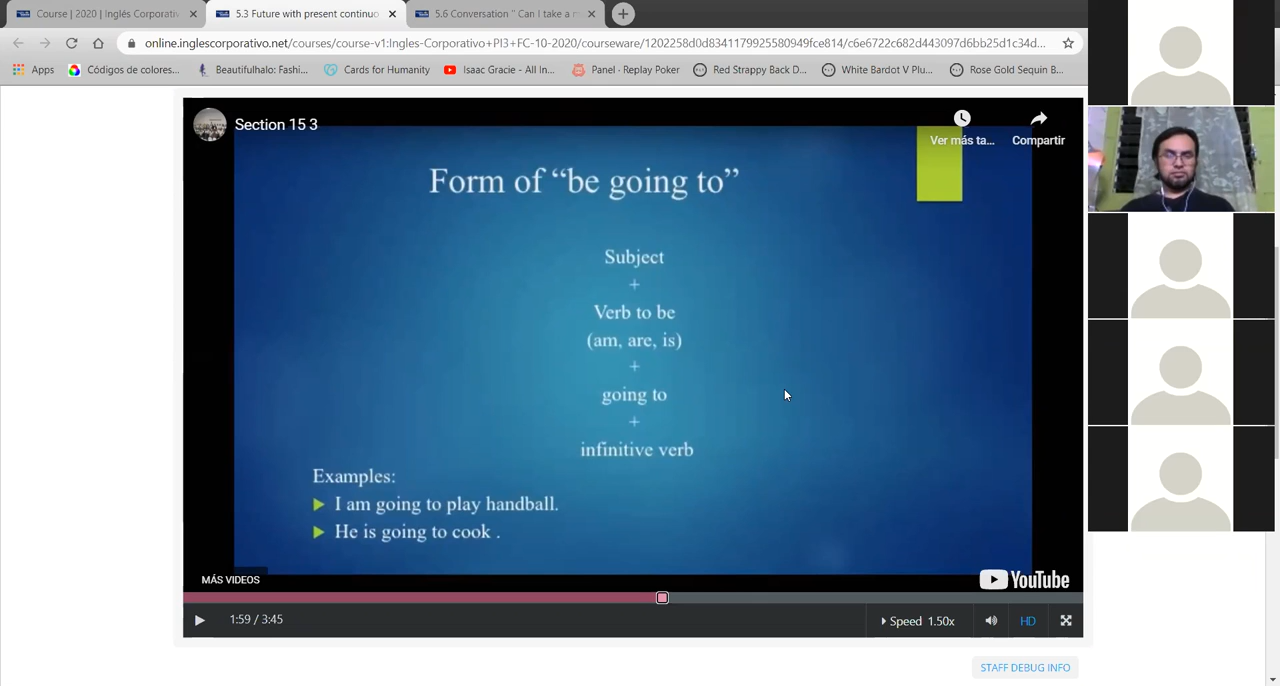 Course | 2020 | Inglés Corporativ
5.3 Future with present continuo
5.6 Conversation " Can I take a m
online.inglescorporativo.net/courses/course-v1:Ingles-Corporativo+PI3+FC-10-2020/courseware/1202258d0d8341179925580949fce814/c6e6722c682d443097d6bb25d1c34d...
Apps
Códigos de colores...
Beautifulhalo: Fashi...
Cards for Humanity
Isaac Gracie - All In...
Panel · Replay Poker
Red Strappy Back D...
White Bardot V Plu...
Rose Gold Sequin B...
Section 15 3
Ver más ta...
Compartir
Form of “be going to”
Subject
+
Verb to be
(am, are, is)
+
going to
+
infinitive verb
Examples:
I am going to play handball.
He is going to cook .
MÁS VIDEOS
YouTube
1:59 / 3:45
Speed 1.50x
HD
STAFF DEBUG INFO